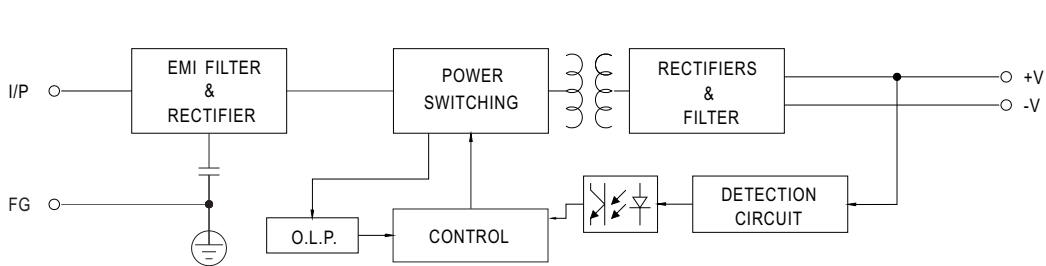 I/P
EMI FILTER
&
RECTIFIER
POWER
SWITCHING
RECTIFIERS
&
FILTER
+V
-V
FG
O.L.P.
CONTROL
DETECTION
CIRCUIT